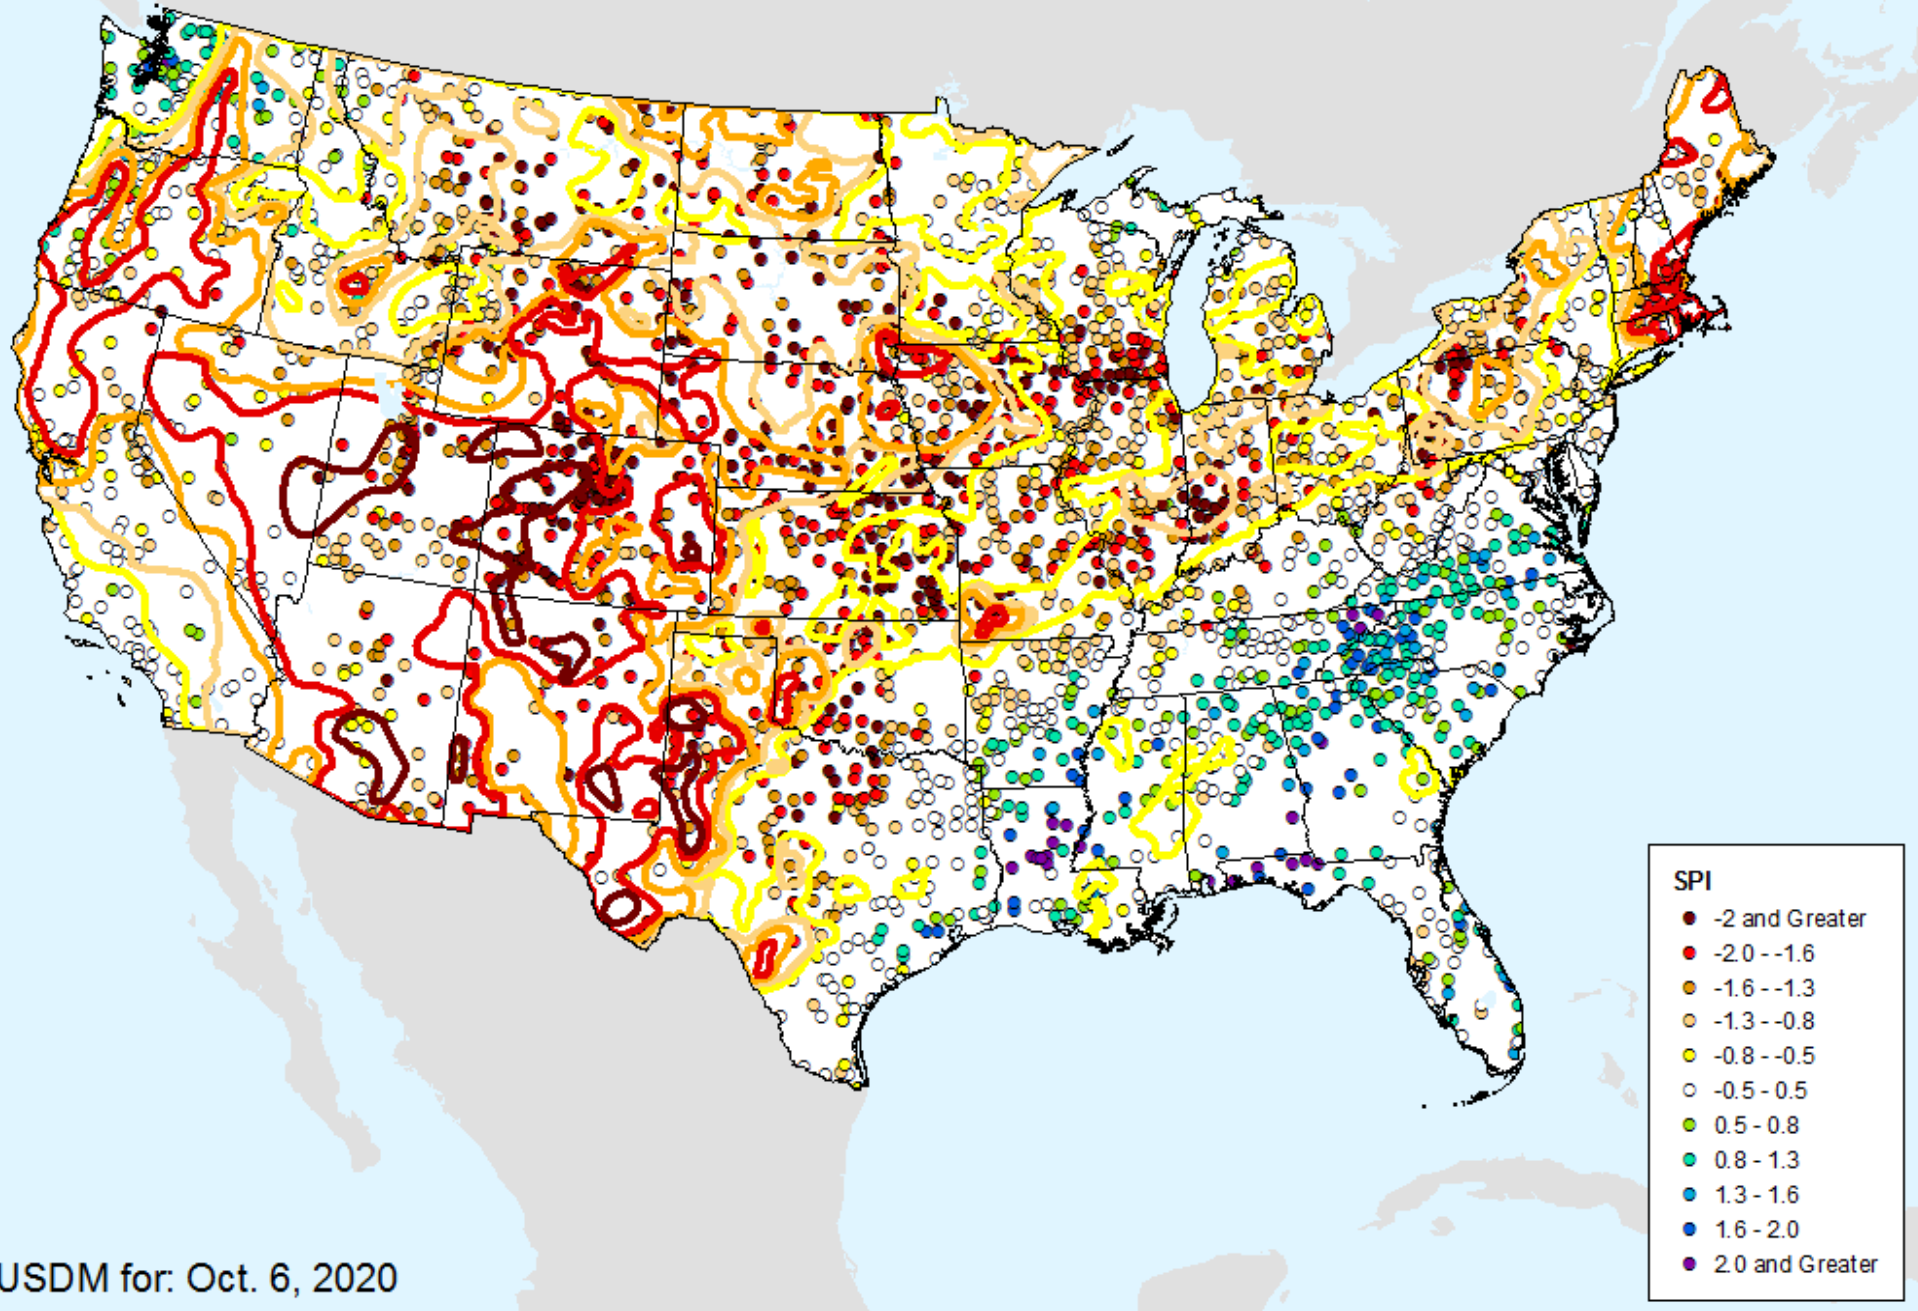 SPI
-2 and Greater
-2.0 - -1.6
-1.6 - -1.3
-1.3 - -0.8
-0.8 - -0.5
-0.5 - 0.5
0.5 - 0.8
0.8 - 1.3
1.3 - 1.6
1.6 - 2.0
2.0 and Greater
USDM for: Oct. 6, 2020